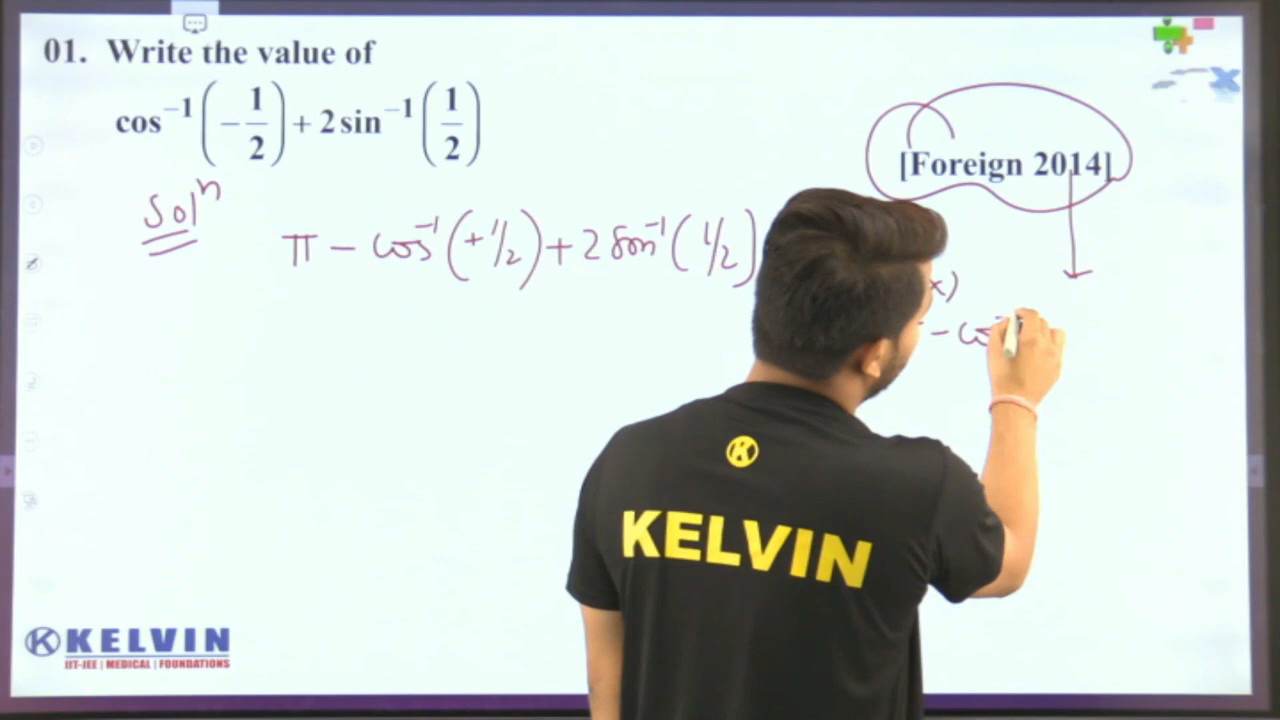 01. Write the value of
cos⁻¹(-1/2) + 2 sin⁻¹(1/2)
[Foreign 2014]
Solⁿ
π - cos⁻¹(+1/2) + 2 sin⁻¹(1/2)
x)
- cos
KELVIN
KELVIN
IIT-JEE | MEDICAL | FOUNDATIONS